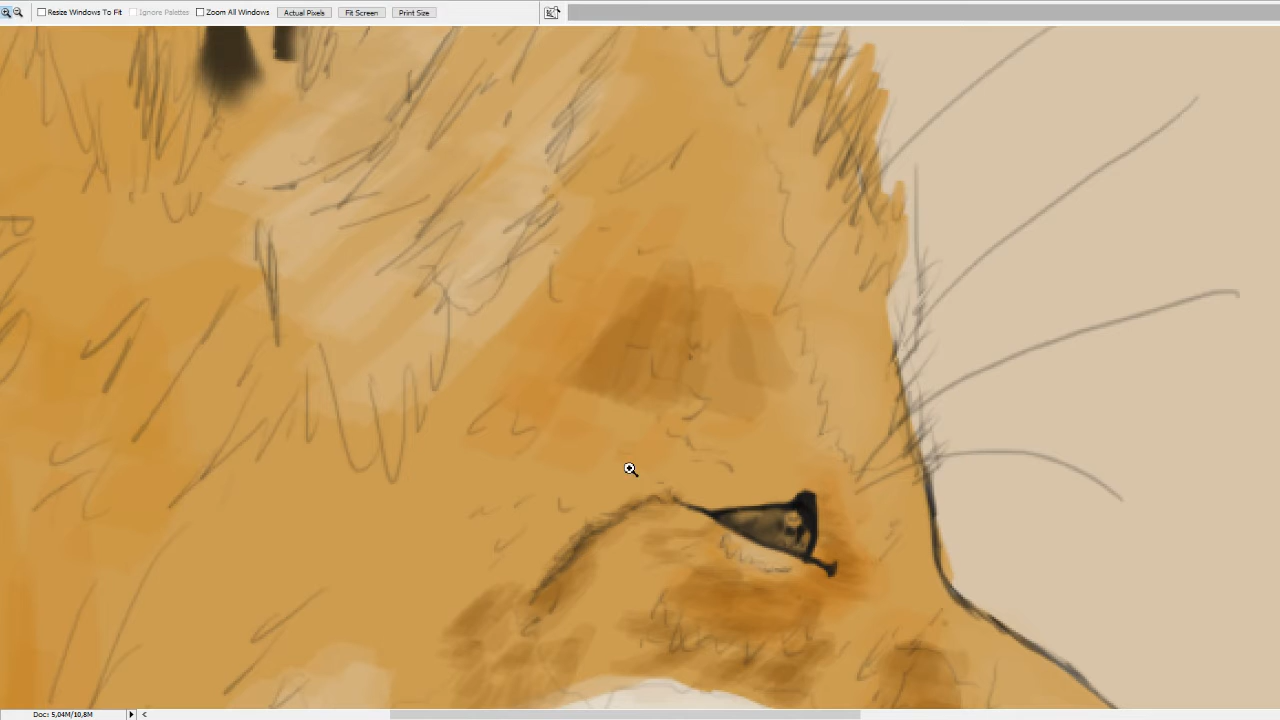 Resize Windows To Fit Ignore Palettes Zoom All Windows Actual Pixels Fit Screen Print Size
Doc: 5,04M/10,8M